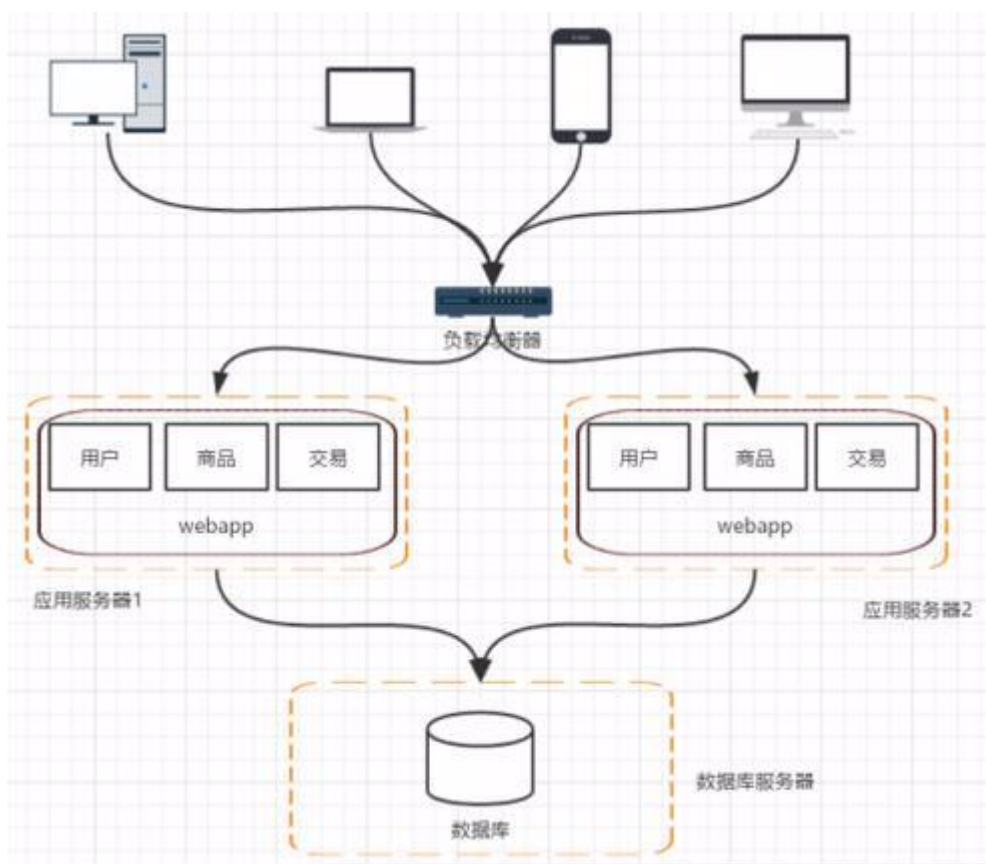 负载均衡器
用户 商品 交易
webapp
应用服务器1
用户 商品 交易
webapp
应用服务器2
数据库
数据库服务器